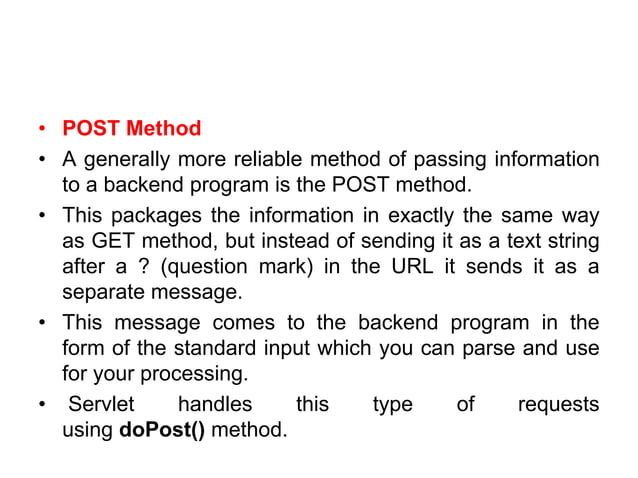 • POST Method
• A generally more reliable method of passing information
to a backend program is the POST method.
• This packages the information in exactly the same way
as GET method, but instead of sending it as a text string
after a ? (question mark) in the URL it sends it as a
separate message.
• This message comes to the backend program in the
form of the standard input which you can parse and use
for your processing.
• Servlet handles this type of requests
using doPost() method.